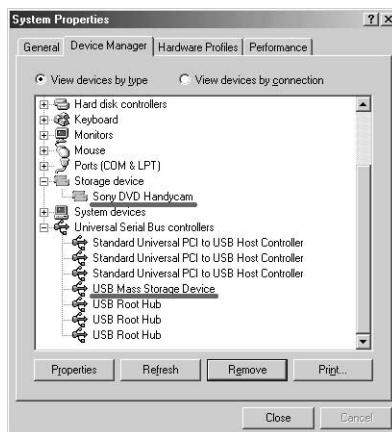 System Properties
General Device Manager Hardware Profiles Performance
View devices by type View devices by connection
Hard disk controllers
Keyboard
Monitors
Mouse
Ports (COM & LPT)
Storage device
Sony DVD Handycam
System devices
Universal Serial Bus controllers
Standard Universal PCI to USB Host Controller
Standard Universal PCI to USB Host Controller
Standard Universal PCI to USB Host Controller
USB Mass Storage Device
USB Root Hub
USB Root Hub
USB Root Hub
Properties Refresh Remove Print...
Close Cancel